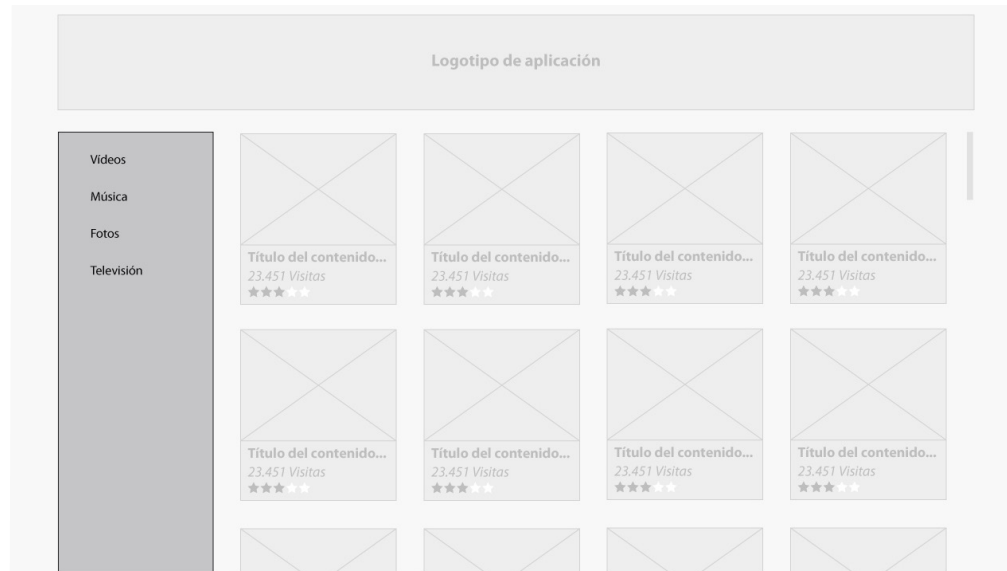 Logotipo de aplicación
Vídeos
Música
Fotos
Televisión
Título del contenido...
23.451 Visitas
Título del contenido...
23.451 Visitas
Título del contenido...
23.451 Visitas
Título del contenido...
23.451 Visitas
Título del contenido...
23.451 Visitas
Título del contenido...
23.451 Visitas
Título del contenido...
23.451 Visitas
Título del contenido...
23.451 Visitas